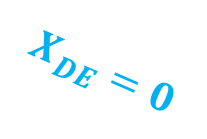 X_DE = 0